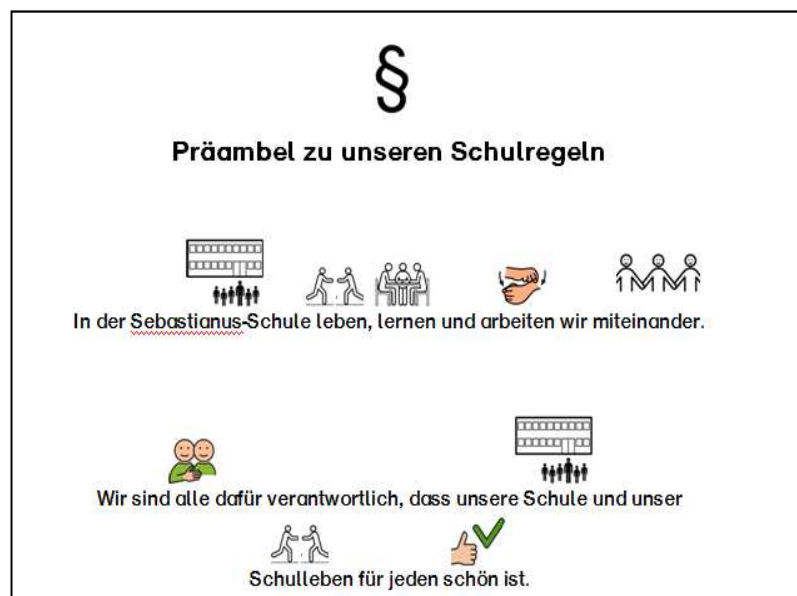 §
Präambel zu unseren Schulregeln
In der Sebastianus-Schule leben, lernen und arbeiten wir miteinander.
Wir sind alle dafür verantwortlich, dass unsere Schule und unser
Schulleben für jeden schön ist.